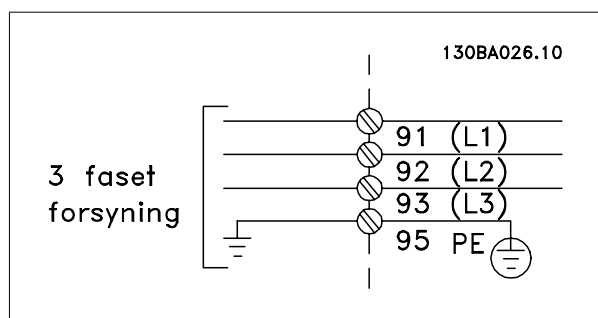 130BA026.10
91 (L1)
92 (L2)
93 (L3)
95 PE
3 faset
forsyning